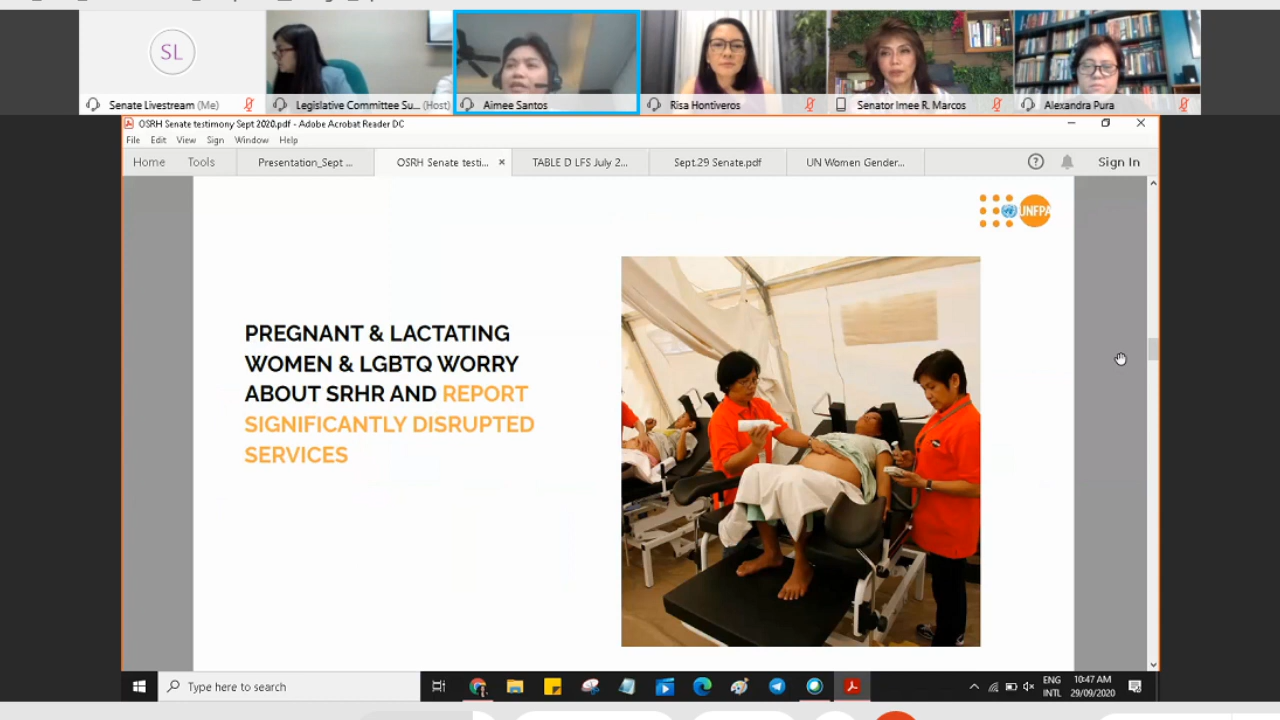 SL
Senate Livestream (Me)
Legislative Committee Su... (Host)
Aimee Santos
Risa Hontiveros
Senator Imee R. Marcos
Alexandra Pura
OSRH Senate testimony Sept 2020.pdf - Adobe Acrobat Reader DC
File Edit View Sign Window Help
Home Tools Presentation_Sept ... OSRH Senate testi... × TABLE D LFS July 2... Sept.29 Senate.pdf UN Women Gender... ? Sign In
UNFPA
PREGNANT & LACTATING
WOMEN & LGBTQ WORRY
ABOUT SRHR AND REPORT
SIGNIFICANTLY DISRUPTED
SERVICES
Type here to search
ENG 10:47 AM
INTL 29/09/2020